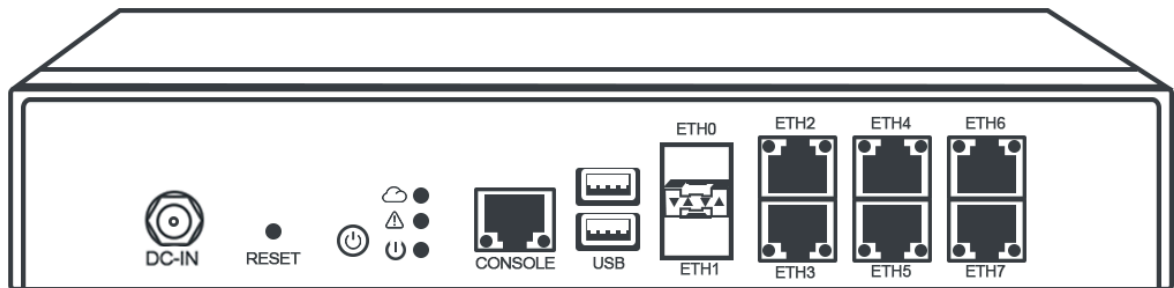 ETH0
ETH2
ETH4
ETH6
DC-IN
RESET
CONSOLE
USB
ETH1
ETH3
ETH5
ETH7